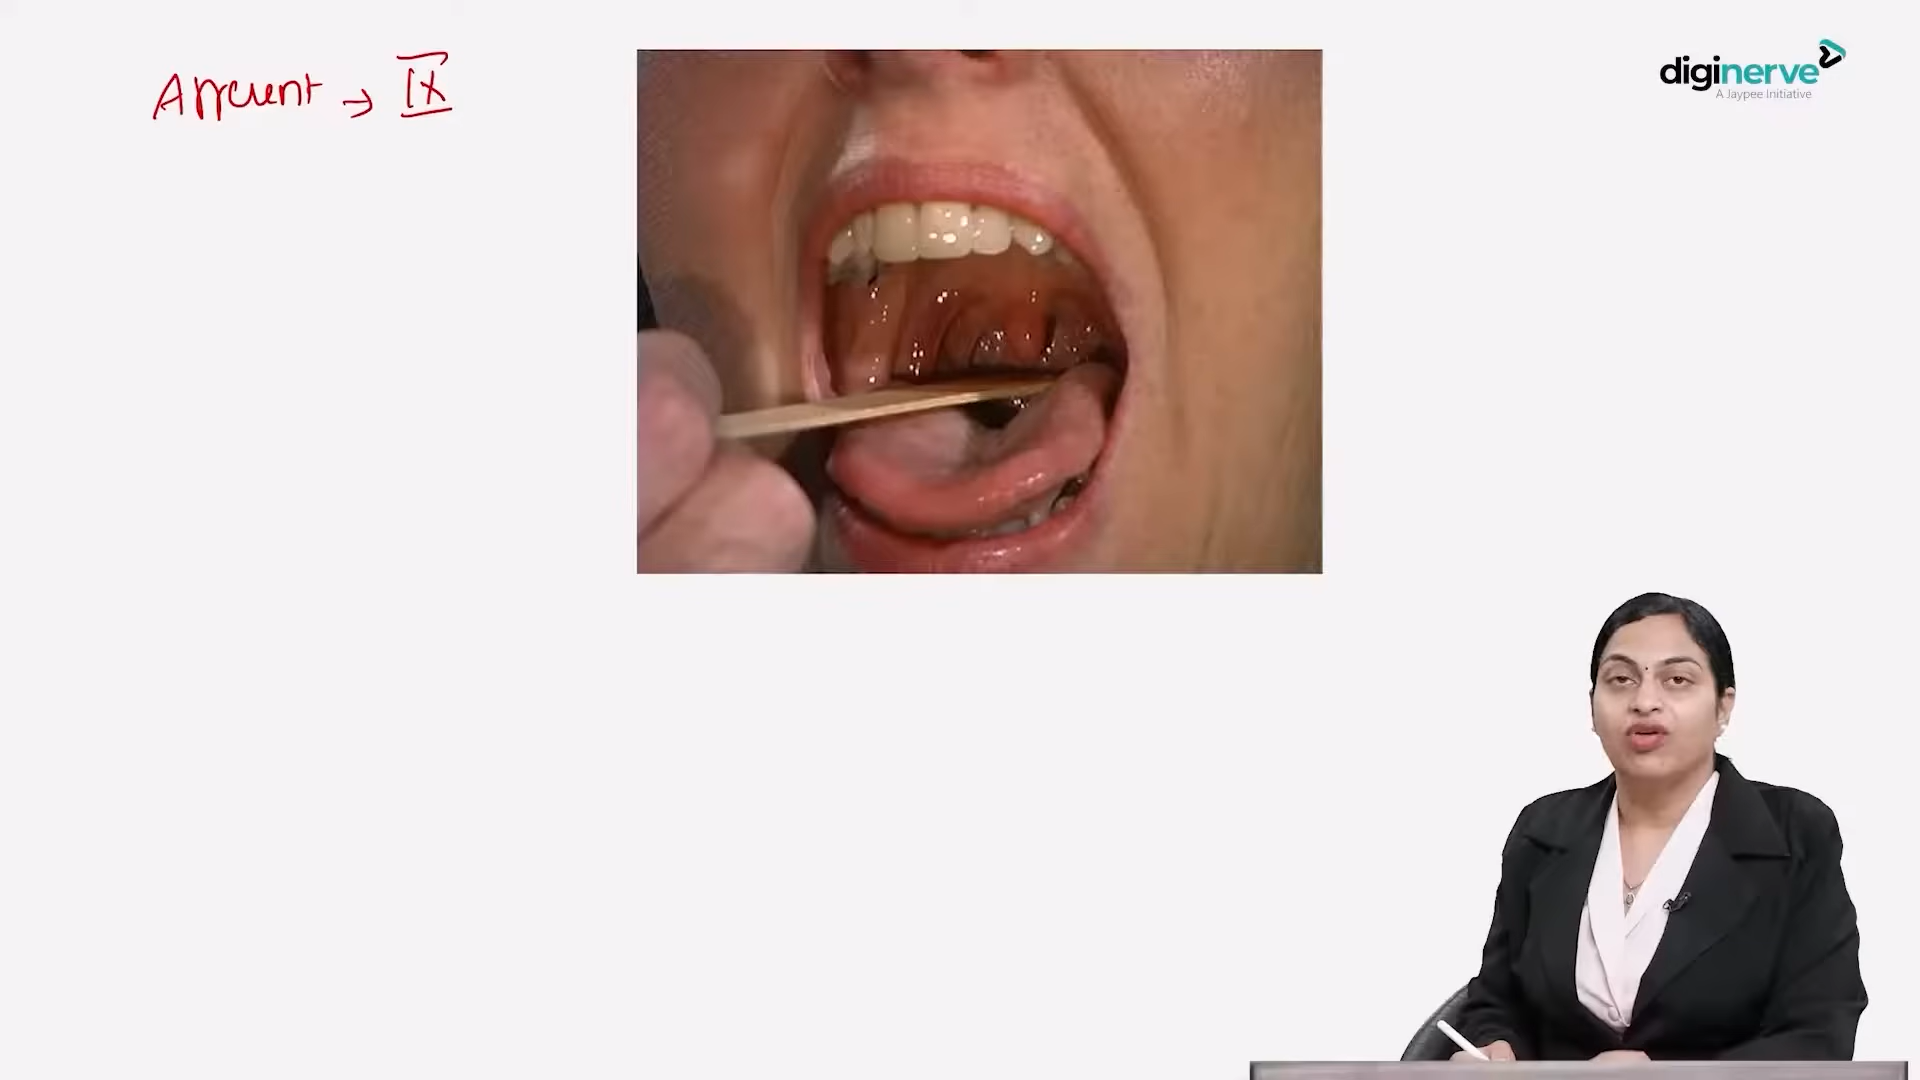 Afferent → IX
diginerve
A Jaypee Initiative